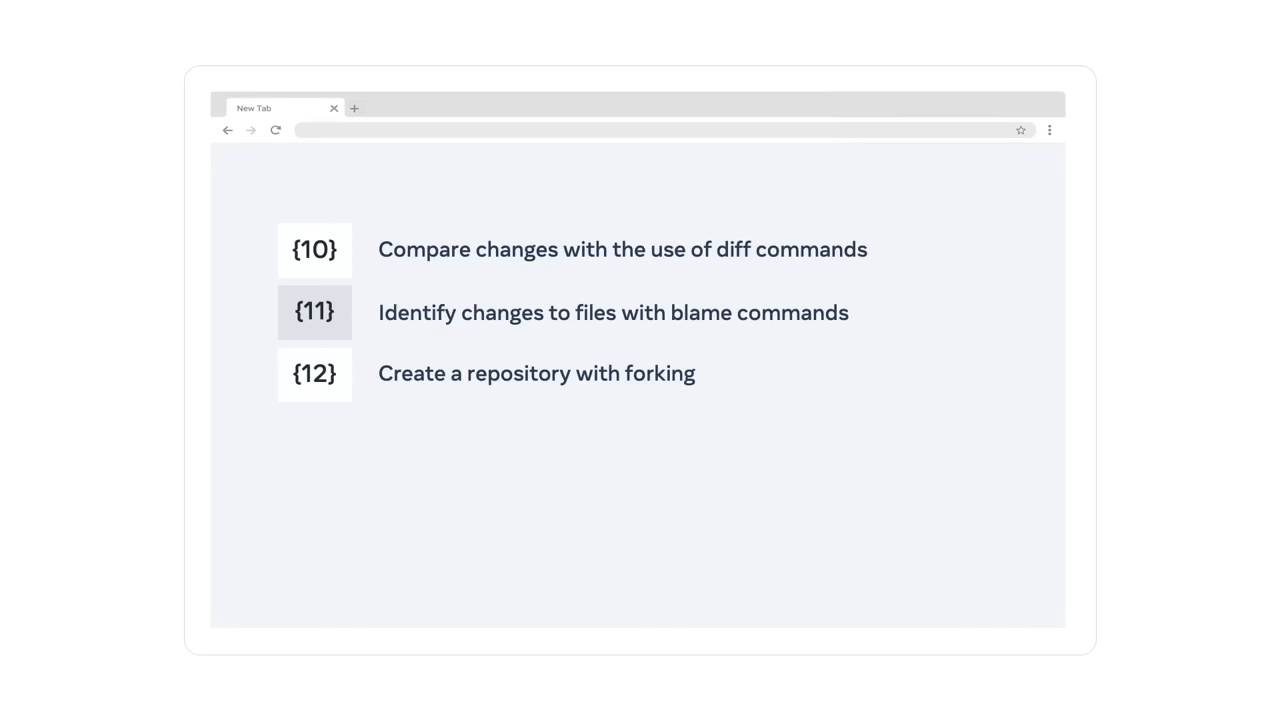 New Tab
{10} Compare changes with the use of diff commands
{11} Identify changes to files with blame commands
{12} Create a repository with forking